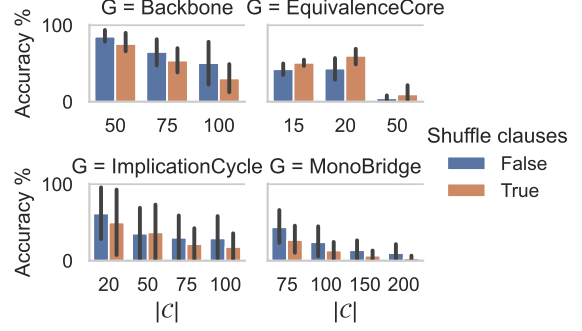 G = Backbone
G = EquivalenceCore
Accuracy %
100
0
50 75 100
15 20 50
Shuffle clauses
False
True
G = ImplicationCycle
G = MonoBridge
Accuracy %
100
0
20 50 75 100
75 100 150 200
|𝒞|
|𝒞|